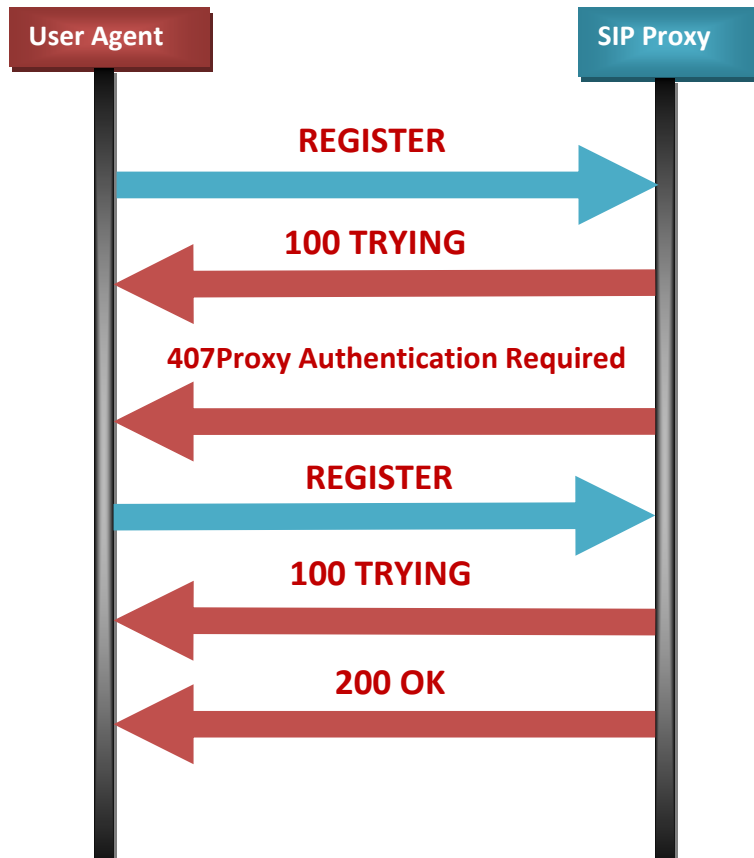 User Agent
SIP Proxy
REGISTER
100 TRYING
407Proxy Authentication Required
REGISTER
100 TRYING
200 OK